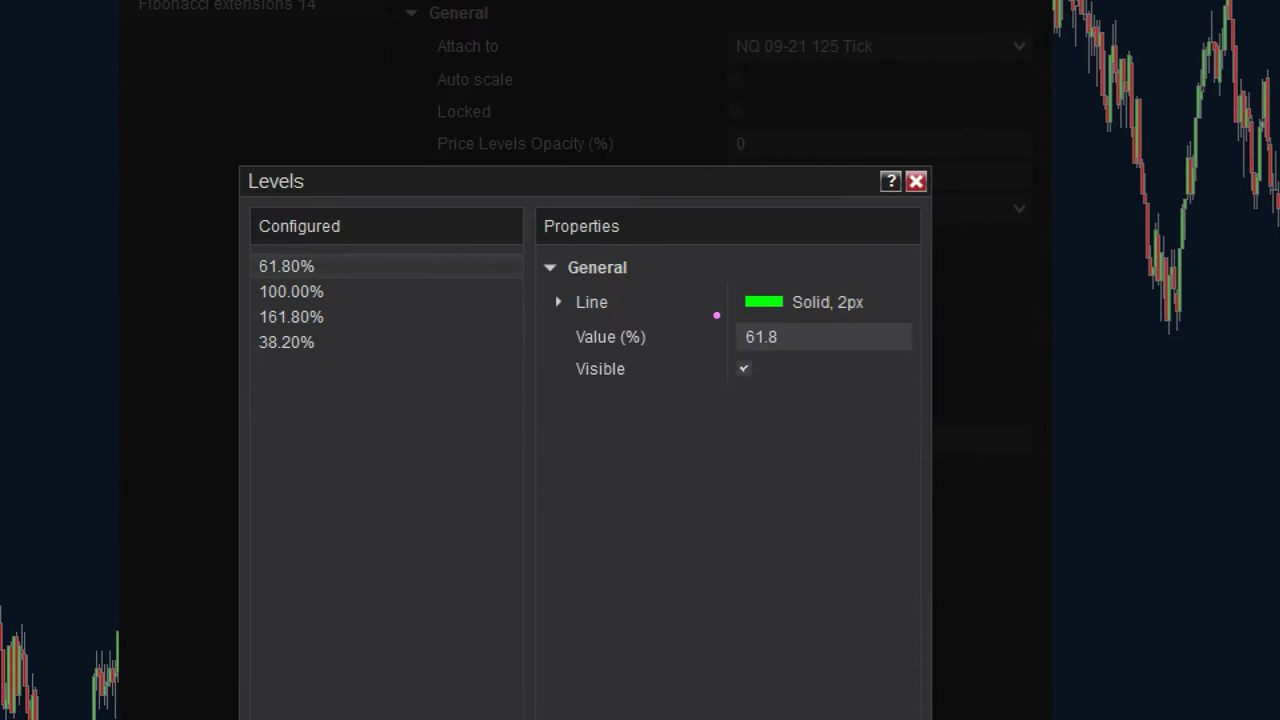 Fibonacci extensions 14
General
Attach to
NQ 09-21 125 Tick
Auto scale
Locked
Price Levels Opacity (%)
0
Levels
?
Configured
61.80%
100.00%
161.80%
38.20%
Properties
General
Line
Solid, 2px
Value (%)
61.8
Visible